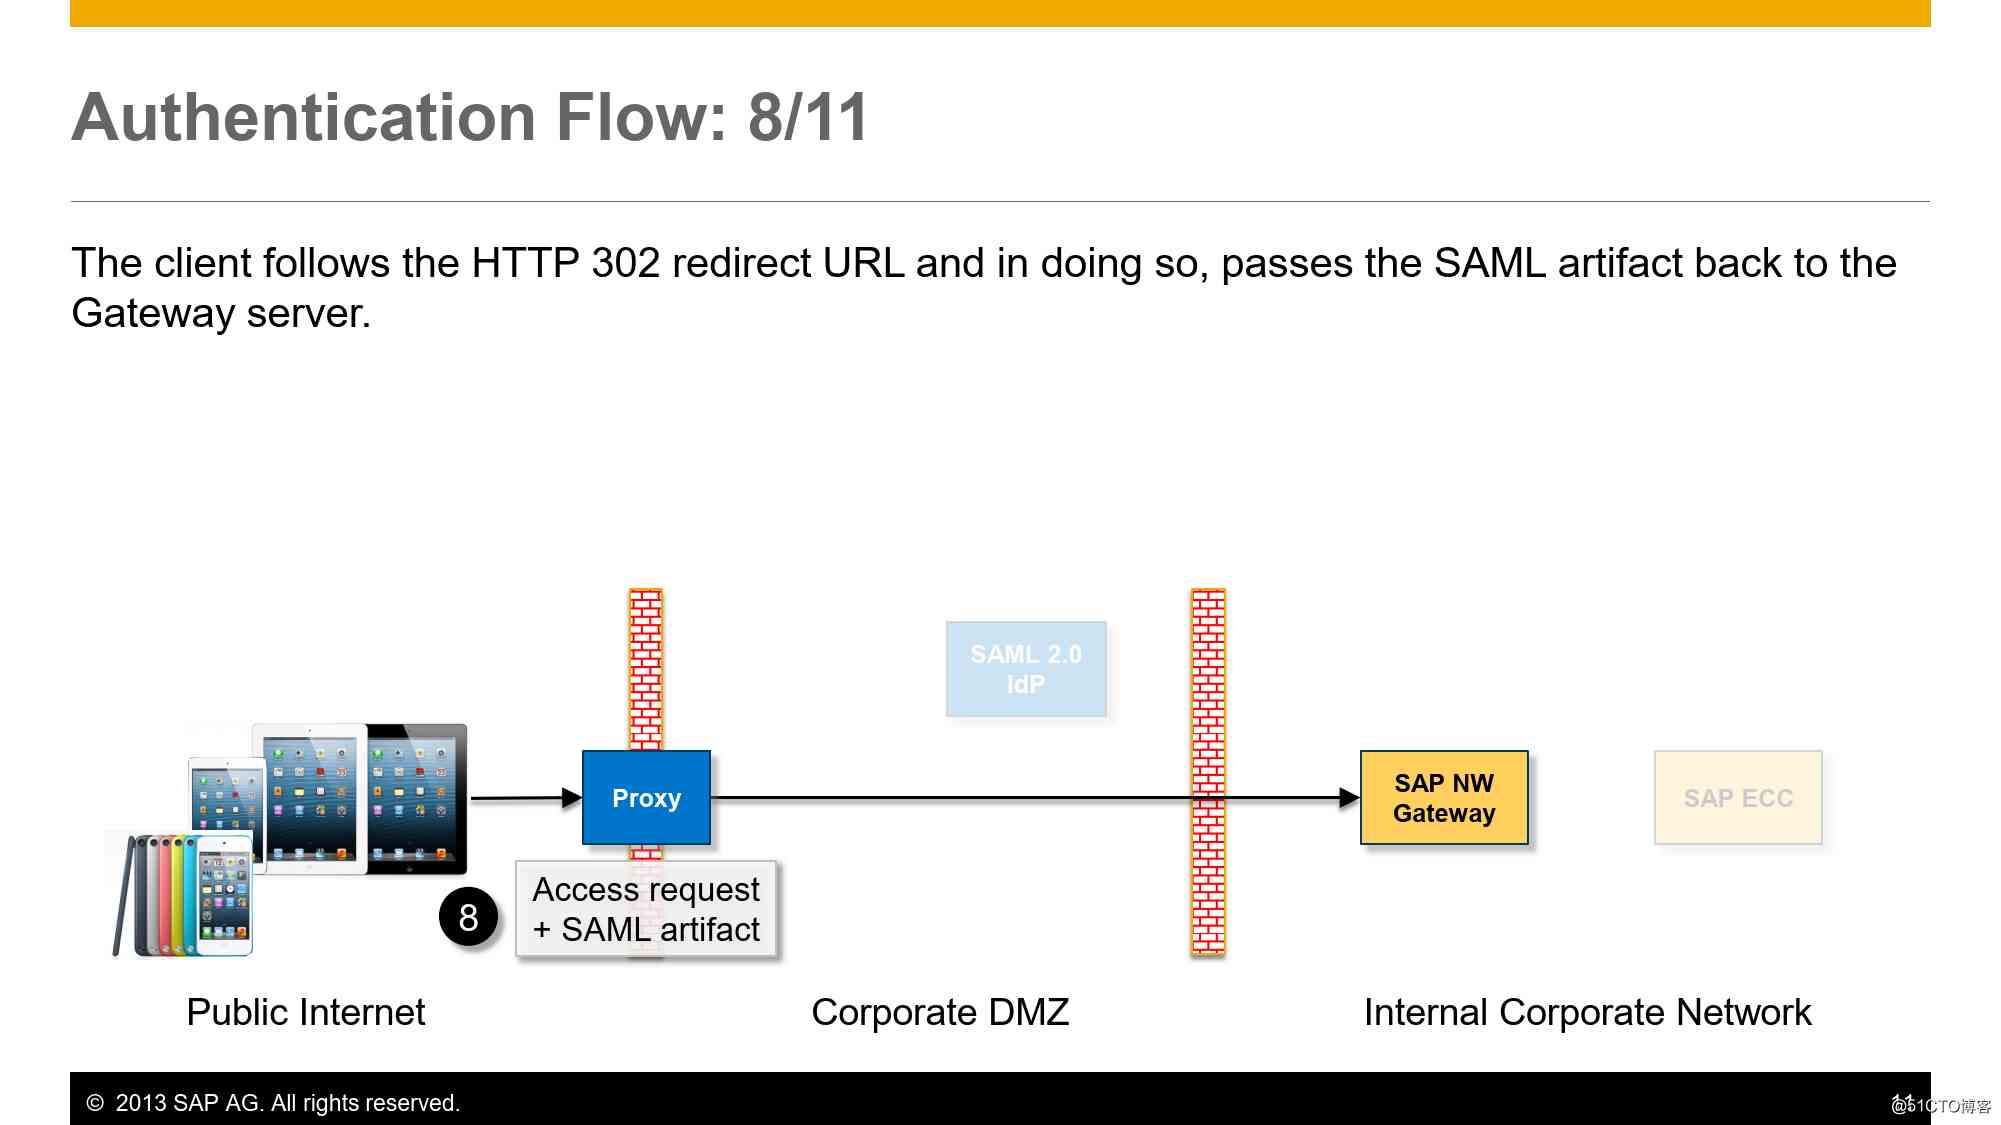 Authentication Flow: 8/11
The client follows the HTTP 302 redirect URL and in doing so, passes the SAML artifact back to the
Gateway server.
SAML 2.0
IdP
Proxy
SAP NW
Gateway
SAP ECC
8
Access request
+ SAML artifact
Public Internet
Corporate DMZ
Internal Corporate Network
© 2013 SAP AG. All rights reserved.
11
@51CTO博客